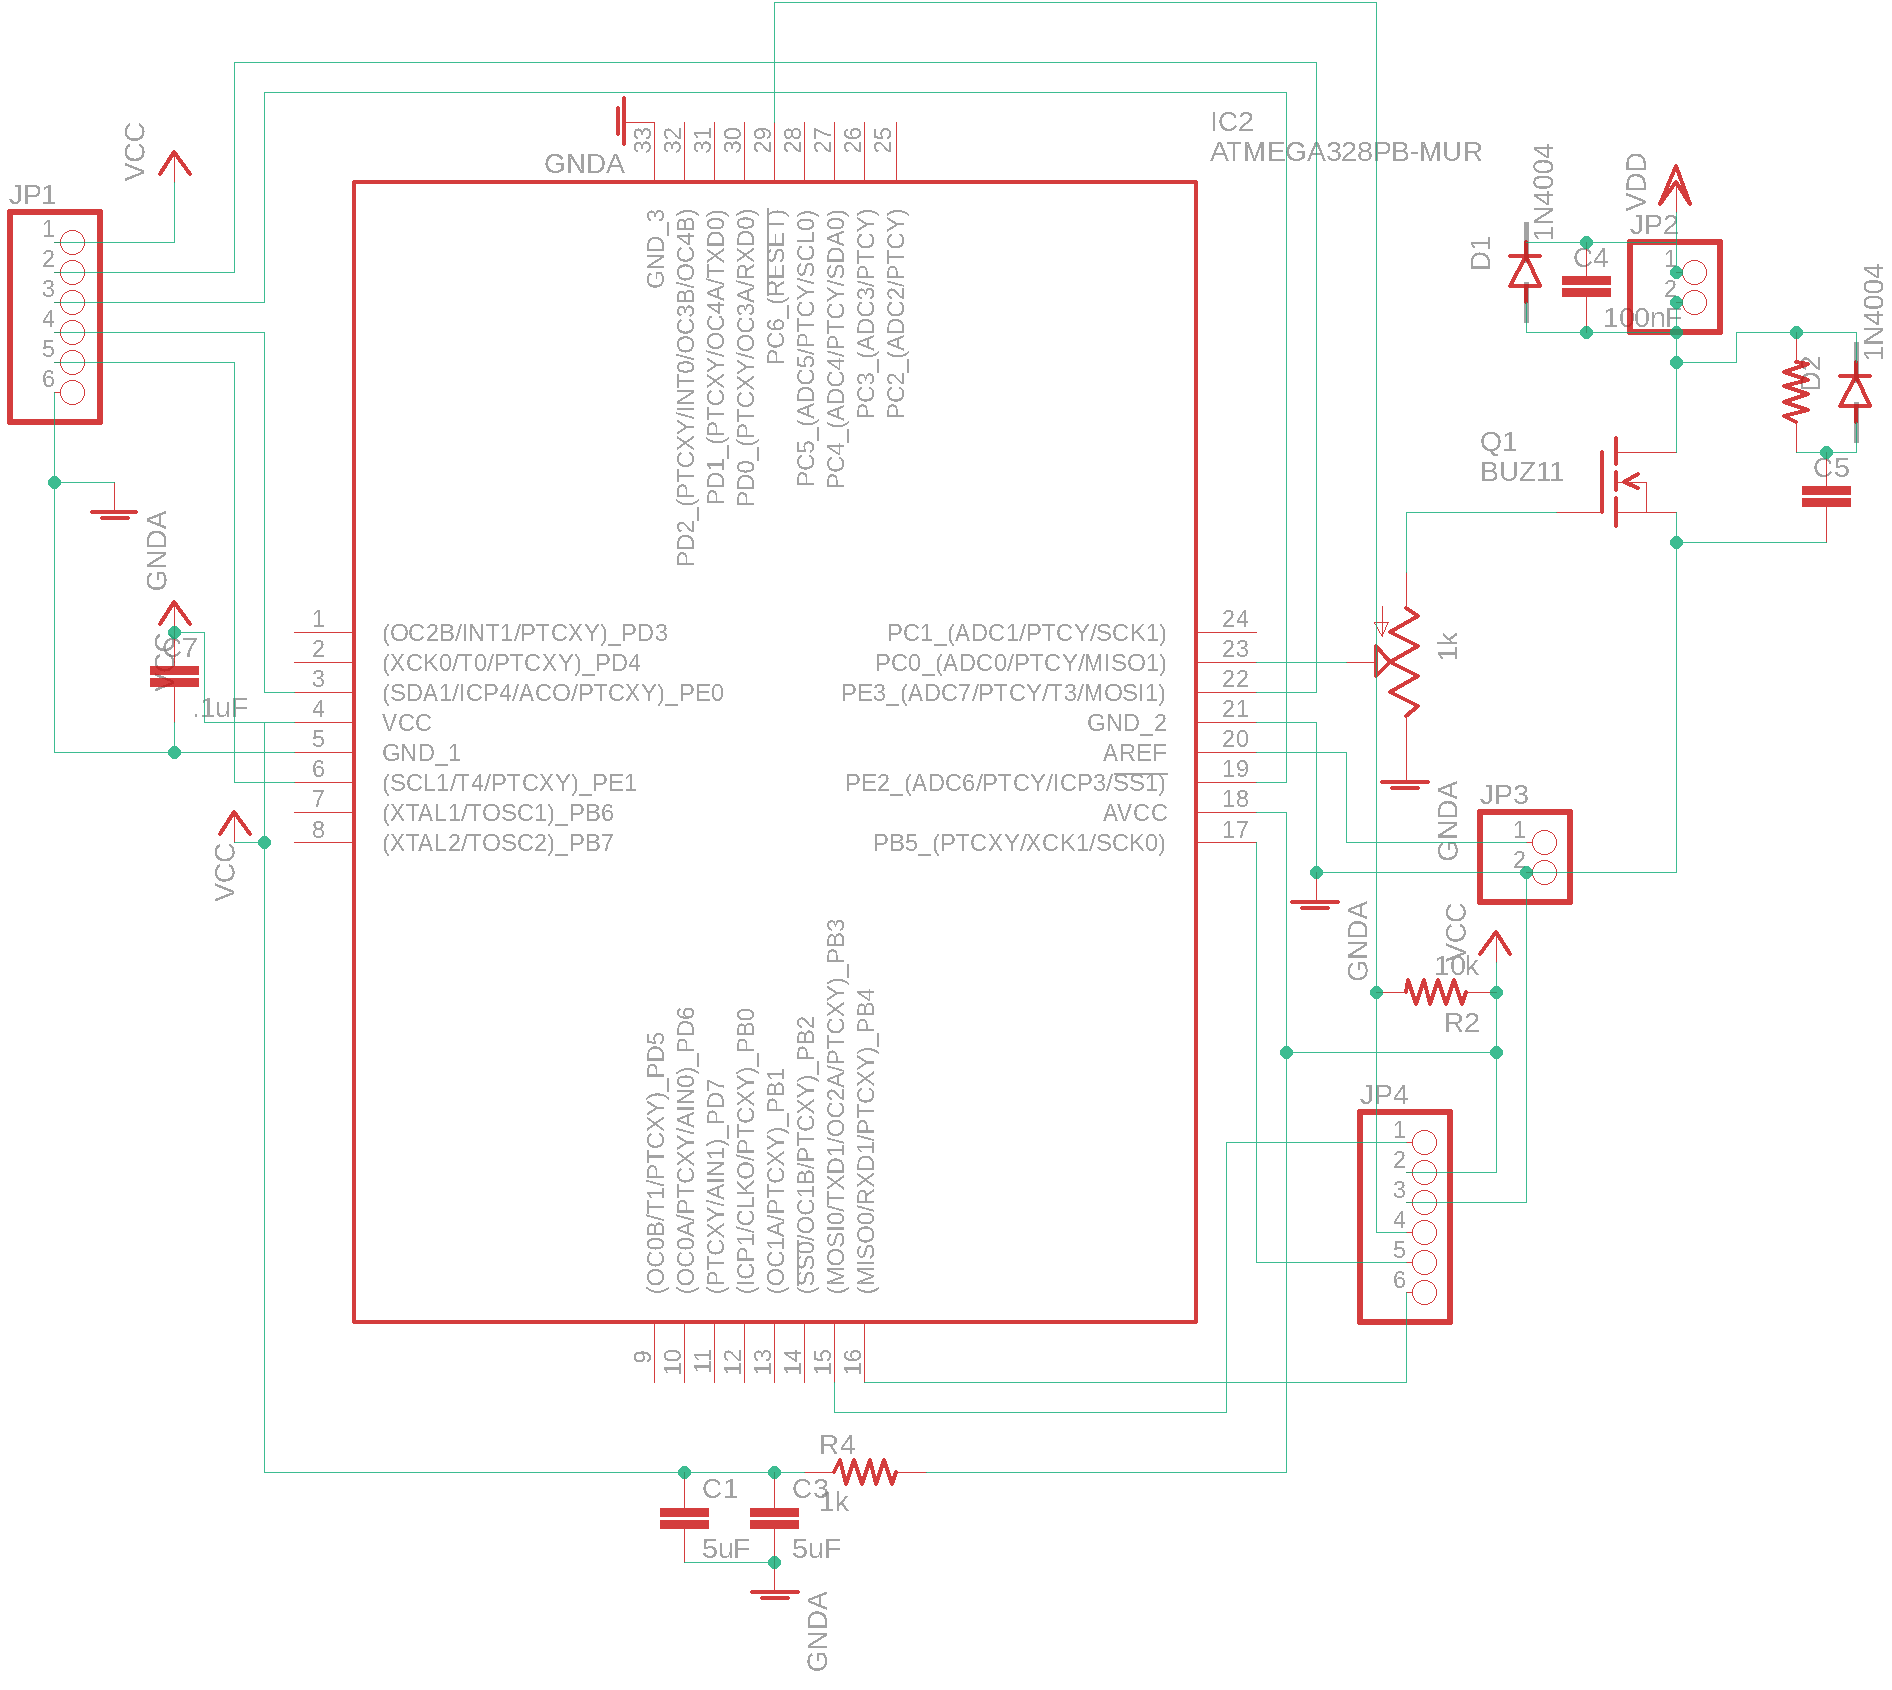 IC2
ATMEGA328PB-MUR
VCC
JP1
1
2
3
4
5
6
GNDA
VCC
C7
.1uF
VCC
GNDA
33
32
31
30
29
28
27
26
25
GND_3
PD2_(PTCXY/INT0/OC3B/OC4B)
PD1_(PTCXY/OC4A/TXD0)
PD0_(PTCXY/OC3A/RXD0)
PC6_(RESET)
PC5_(ADC5/PTCY/SCL0)
PC4_(ADC4/PTCY/SDA0)
PC3_(ADC3/PTCY)
PC2_(ADC2/PTCY)
1
2
3
4
5
6
7
8
(OC2B/INT1/PTCXY)_PD3
(XCK0/T0/PTCXY)_PD4
(SDA1/ICP4/ACO/PTCXY)_PE0
VCC
GND_1
(SCL1/T4/PTCXY)_PE1
(XTAL1/TOSC1)_PB6
(XTAL2/TOSC2)_PB7
PC1_(ADC1/PTCY/SCK1)
PC0_(ADC0/PTCY/MISO1)
PE3_(ADC7/PTCY/T3/MOSI1)
GND_2
AREF
PE2_(ADC6/PTCY/ICP3/SS1)
AVCC
PB5_(PTCXY/XCK1/SCK0)
24
23
22
21
20
19
18
17
(OC0B/T1/PTCXY)_PD5
(OC0A/PTCXY/AIN0)_PD6
(PTCXY/AIN1)_PD7
(ICP1/CLKO/PTCXY)_PB0
(OC1A/PTCXY)_PB1
(SS0/OC1B/PTCXY)_PB2
(MOSI0/TXD1/OC2A/PTCXY)_PB3
(MISO0/RXD1/PTCXY)_PB4
9
10
11
12
13
14
15
16
D1
1N4004
C4
100nF
VDD
JP2
1
2
1N4004
D2
C5
Q1
BUZ11
1k
GNDA
JP3
1
2
GNDA
VCC
10k
R2
JP4
1
2
3
4
5
6
R4
1k
C1
5uF
C3
5uF
GNDA